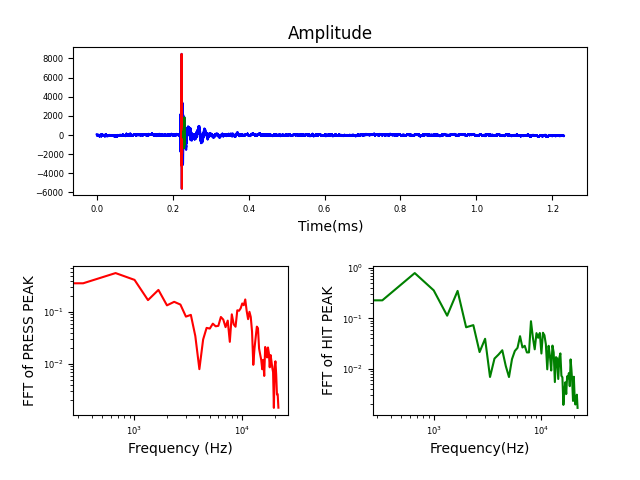 Amplitude
8000
6000
4000
2000
0
−2000
−4000
−6000
0.0 0.2 0.4 0.6 0.8 1.0 1.2
Time(ms)
FFT of PRESS PEAK
10⁻¹
10⁻²
10³ 10⁴
Frequency (Hz)
FFT of HIT PEAK
10⁰
10⁻¹
10⁻²
10³ 10⁴
Frequency(Hz)